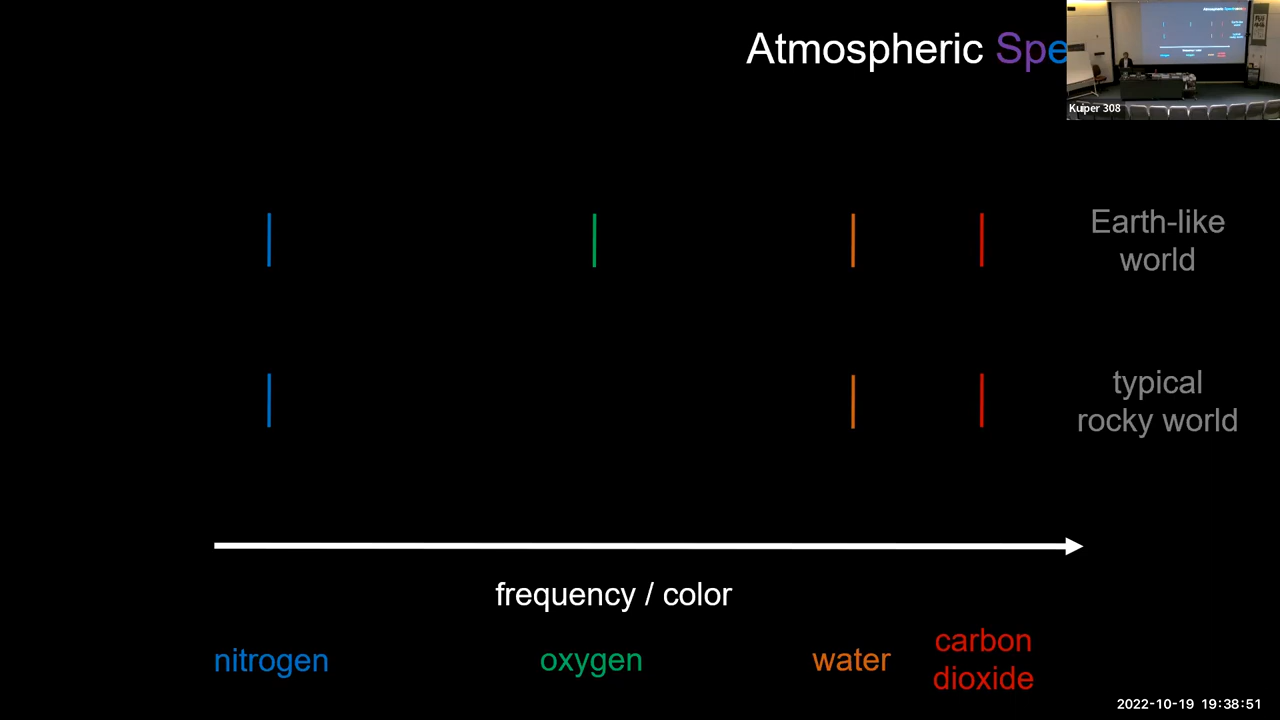 Atmospheric Spe
Kuiper 308
Earth-like
world
typical
rocky world
frequency / color
nitrogen
oxygen
water
carbon
dioxide
2022-10-19 19:38:51